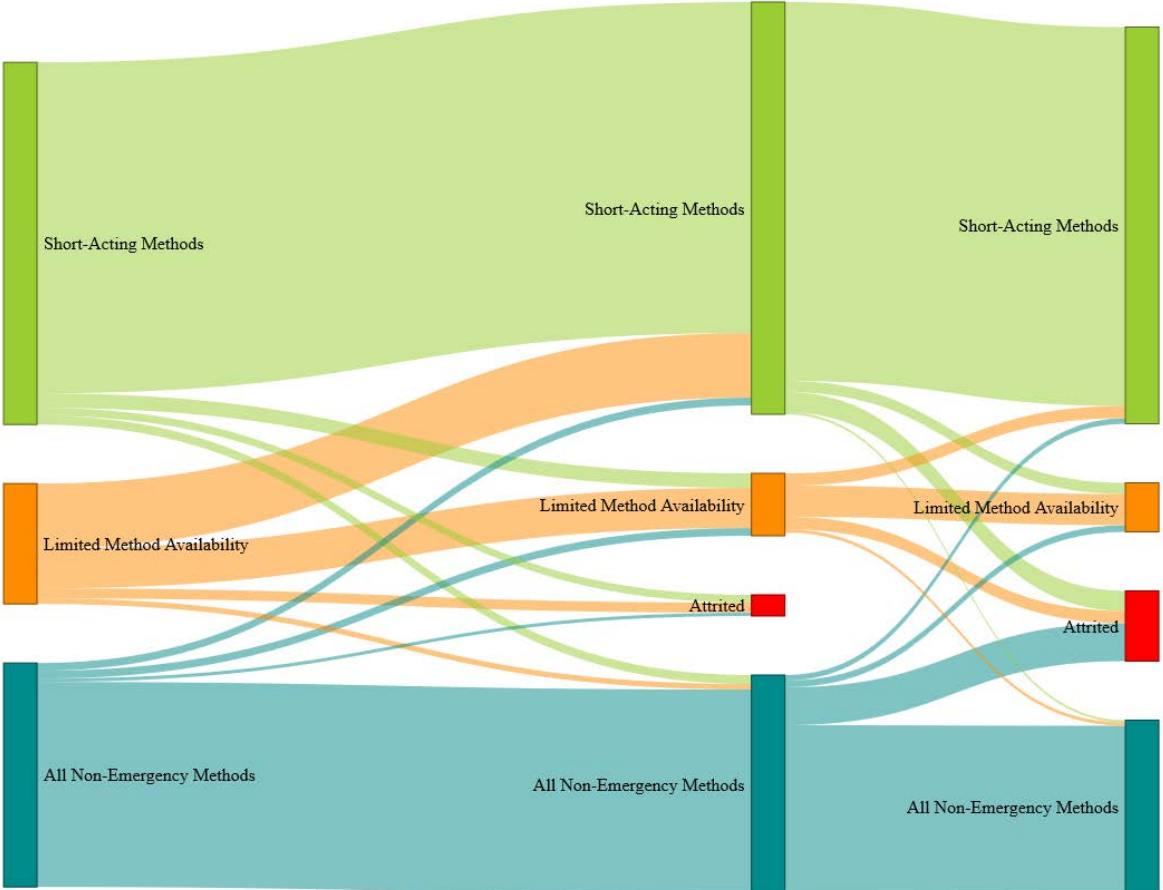 Short-Acting Methods
Limited Method Availability
All Non-Emergency Methods
Short-Acting Methods
Limited Method Availability
Attrited
All Non-Emergency Methods
Short-Acting Methods
Limited Method Availability
Attrited
All Non-Emergency Methods